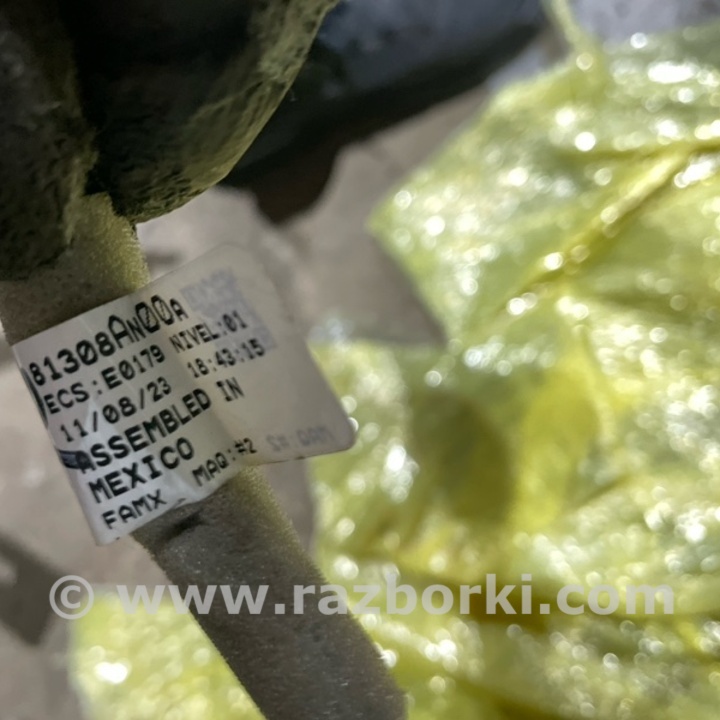 81308AN00A
ECS:E0179 NIVEL:01
11/08/23 18:43:15
ASSEMBLED IN
MEXICO
FAMX MAQ:#2
© www.razborki.com